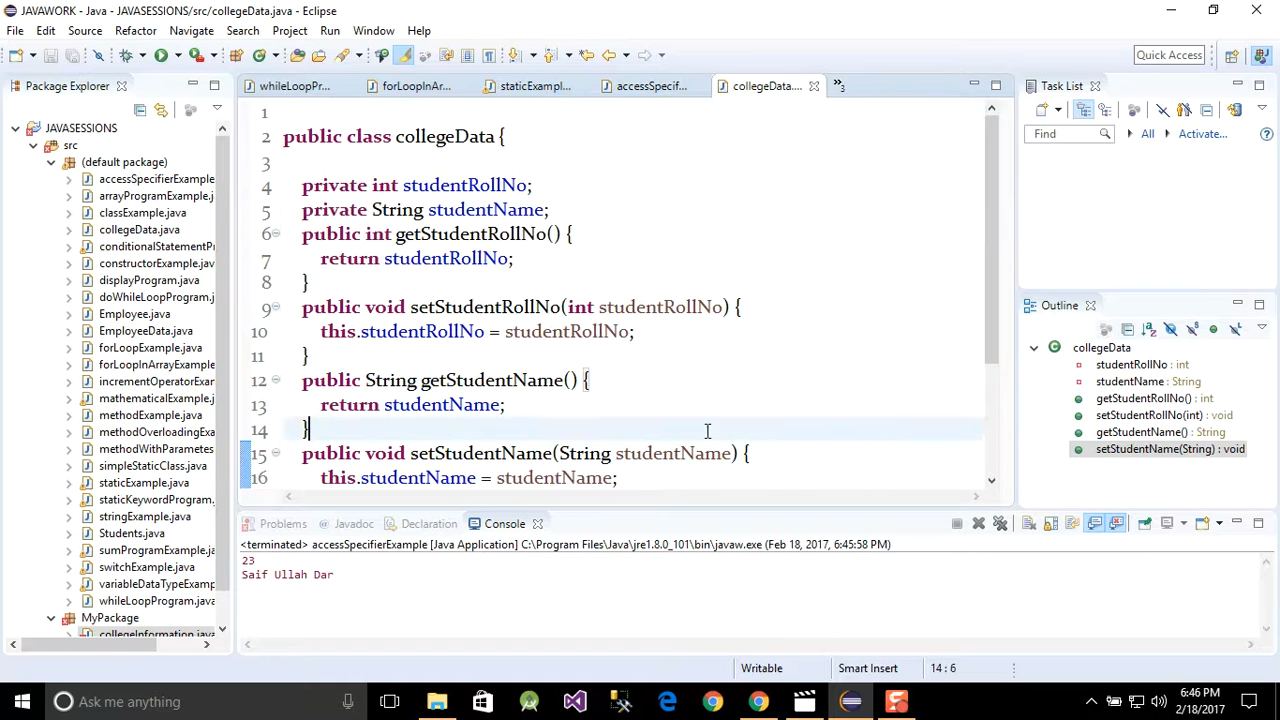 JAVAWORK - Java - JAVASESSIONS/src/collegeData.java - Eclipse
File Edit Source Refactor Navigate Search Project Run Window Help
Quick Access
Package Explorer
JAVASESSIONS
src
(default package)
accessSpecifierExample
arrayProgramExample.j
classExample.java
collegeData.java
conditionalStatementPr
constructorExample.jav
displayProgram.java
doWhileLoopProgram.j
Employee.java
EmployeeData.java
forLoopExample.java
forLoopInArrayExample
incrementOperatorExam
mathematicalExample.j
methodExample.java
methodOverloadingExa
methodWithParametes
simpleStaticClass.java
staticExample.java
staticKeywordProgram.
stringExample.java
Students.java
sumProgramExample.ja
switchExample.java
variableDataTypeExamp
whileLoopProgram.java
MyPackage
collegeInformation.java
whileLoopPr... forLoopInAr... staticExampl... accessSpecif... collegeData.... »3
1
2 public class collegeData {
3
4 private int studentRollNo;
5 private String studentName;
6 public int getStudentRollNo() {
7 return studentRollNo;
8 }
9 public void setStudentRollNo(int studentRollNo) {
10 this.studentRollNo = studentRollNo;
11 }
12 public String getStudentName() {
13 return studentName;
14 }
15 public void setStudentName(String studentName) {
16 this.studentName = studentName;
Task List
Find All Activate...
Outline
collegeData
studentRollNo : int
studentName : String
getStudentRollNo() : int
setStudentRollNo(int) : void
getStudentName() : String
setStudentName(String) : void
Problems @ Javadoc Declaration Console
<terminated> accessSpecifierExample [Java Application] C:\Program Files\Java\jre1.8.0_101\bin\javaw.exe (Feb 18, 2017, 6:45:58 PM)
23
Saif Ullah Dar
Writable Smart Insert 14 : 6
Ask me anything
6:46 PM
2/18/2017